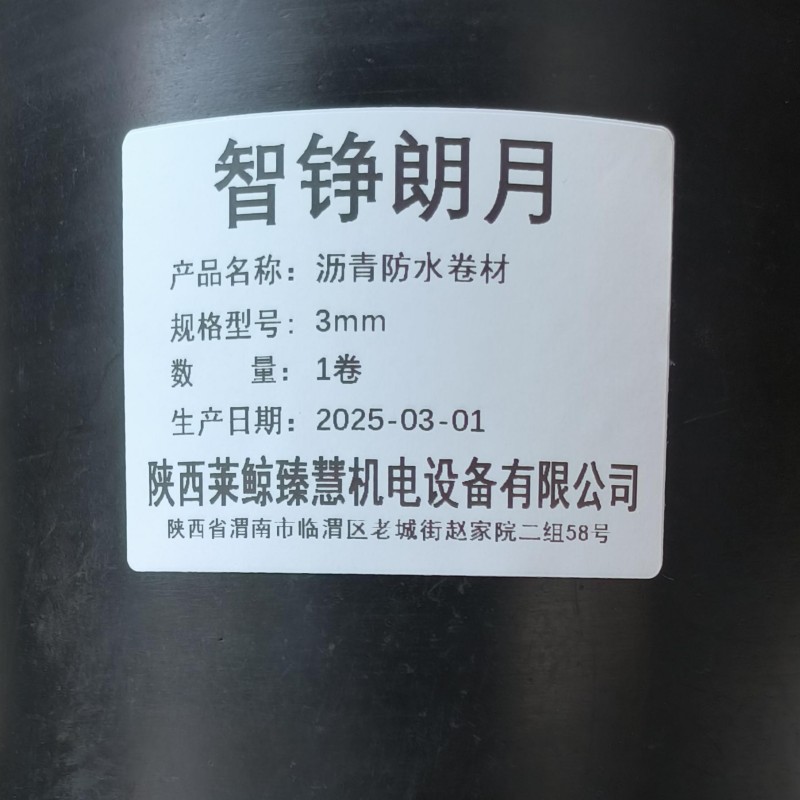 智铮朗月
产品名称：沥青防水卷材
规格型号：3mm
数　　量：1卷
生产日期：2025-03-01
陕西莱鲸臻慧机电设备有限公司
陕西省渭南市临渭区老城街赵家院二组58号